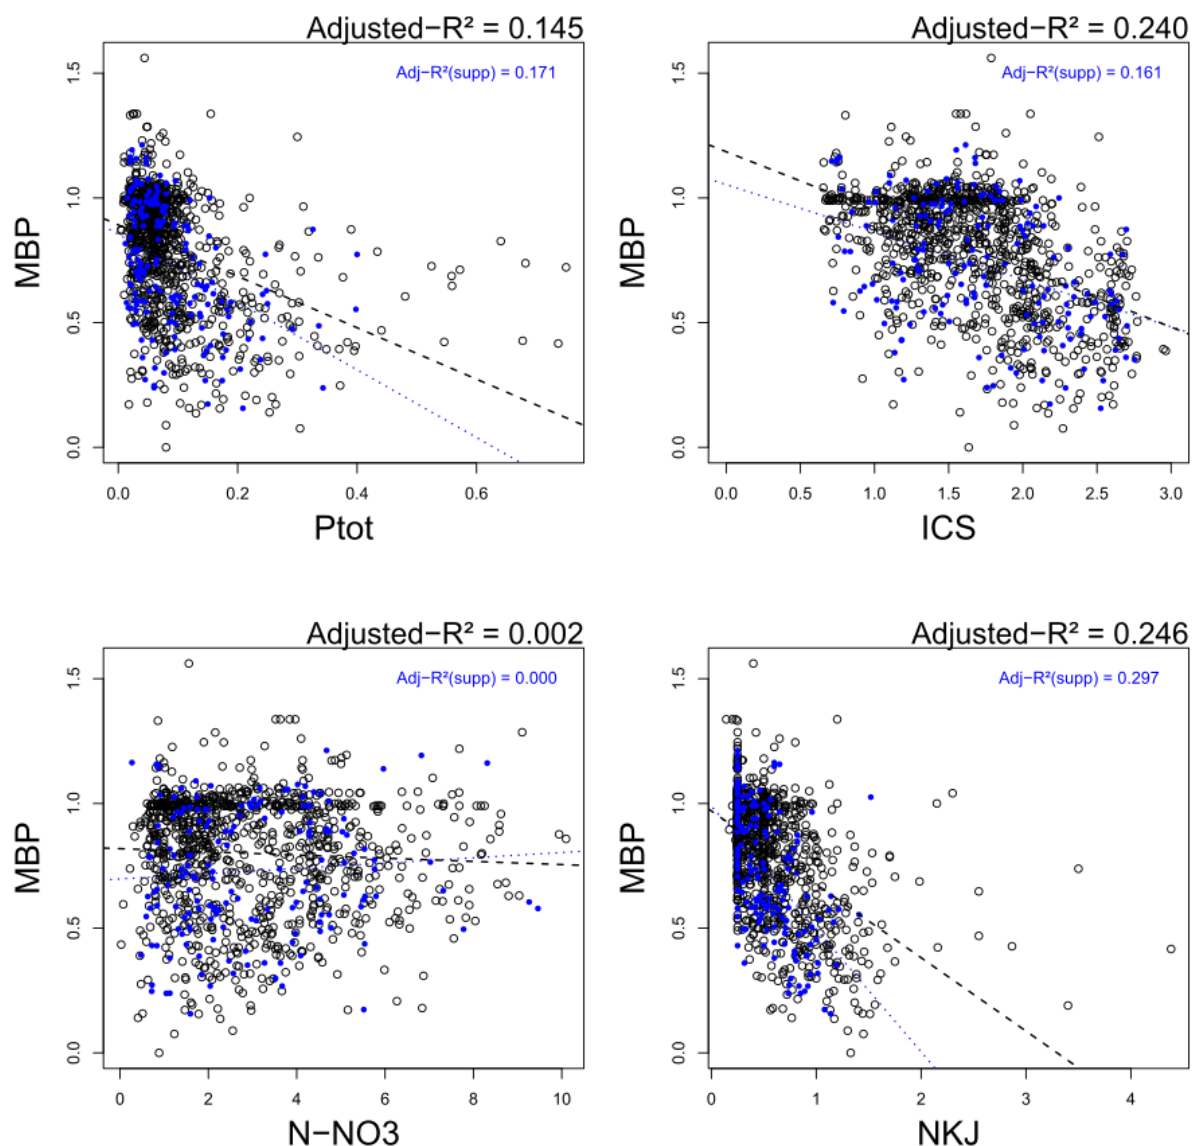 Adjusted−R² = 0.145
Adj−R²(supp) = 0.171
MBP
1.5
1.0
0.5
0.0
0.0 0.2 0.4 0.6
Ptot
Adjusted−R² = 0.240
Adj−R²(supp) = 0.161
MBP
1.5
1.0
0.5
0.0
0.0 0.5 1.0 1.5 2.0 2.5 3.0
ICS
Adjusted−R² = 0.002
Adj−R²(supp) = 0.000
MBP
1.5
1.0
0.5
0.0
0 2 4 6 8 10
N−NO3
Adjusted−R² = 0.246
Adj−R²(supp) = 0.297
MBP
1.5
1.0
0.5
0.0
0 1 2 3 4
NKJ